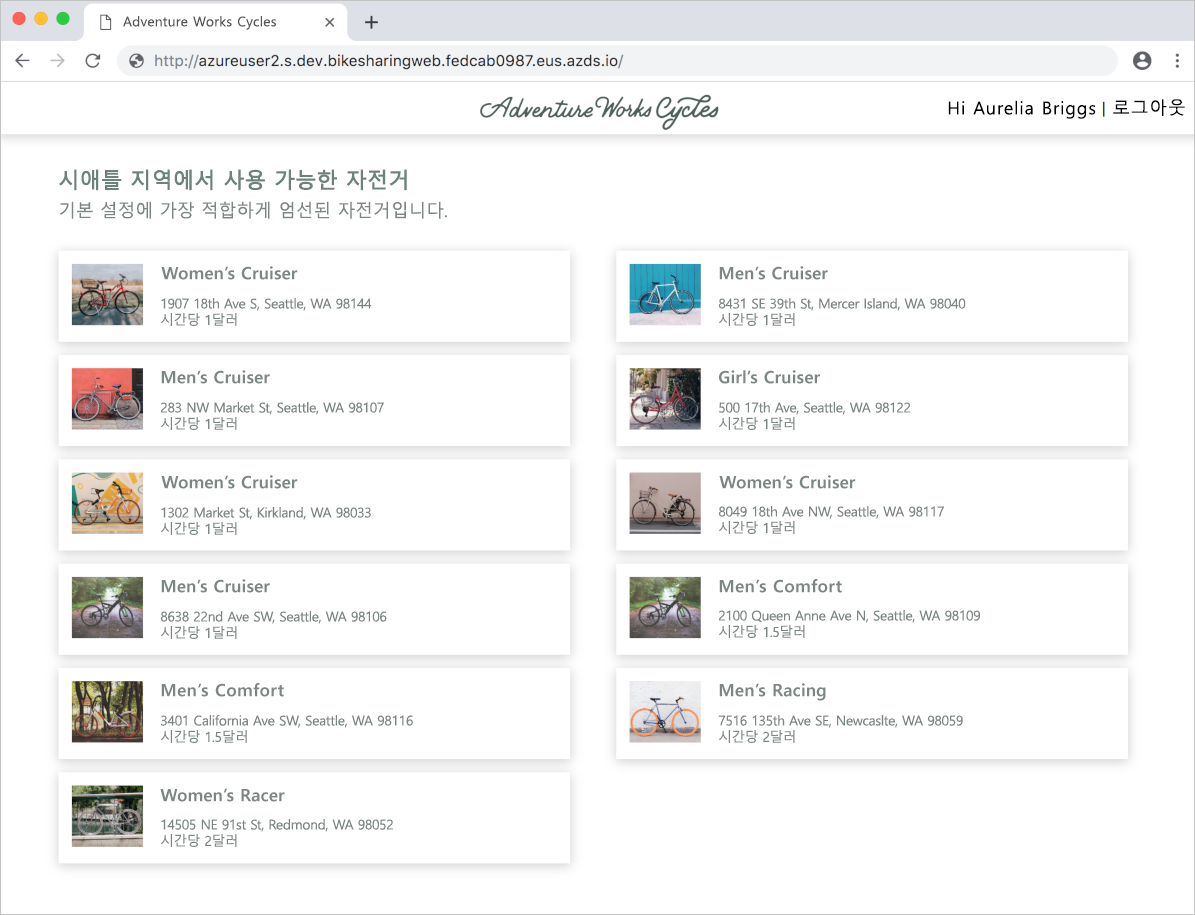 Adventure Works Cycles
http://azureuser2.s.dev.bikesharingweb.fedcab0987.eus.azds.io/
Adventure Works Cycles
Hi Aurelia Briggs | 로그아웃
시애틀 지역에서 사용 가능한 자전거
기본 설정에 가장 적합하게 엄선된 자전거입니다.
Women's Cruiser
1907 18th Ave S, Seattle, WA 98144
시간당 1달러
Men's Cruiser
8431 SE 39th St, Mercer Island, WA 98040
시간당 1달러
Men's Cruiser
283 NW Market St, Seattle, WA 98107
시간당 1달러
Girl's Cruiser
500 17th Ave, Seattle, WA 98122
시간당 1달러
Women's Cruiser
1302 Market St, Kirkland, WA 98033
시간당 1달러
Women's Cruiser
8049 18th Ave NW, Seattle, WA 98117
시간당 1달러
Men's Cruiser
8638 22nd Ave SW, Seattle, WA 98106
시간당 1달러
Men's Comfort
2100 Queen Anne Ave N, Seattle, WA 98109
시간당 1.5달러
Men's Comfort
3401 California Ave SW, Seattle, WA 98116
시간당 1.5달러
Men's Racing
7516 135th Ave SE, Newcaslte, WA 98059
시간당 2달러
Women's Racer
14505 NE 91st St, Redmond, WA 98052
시간당 2달러